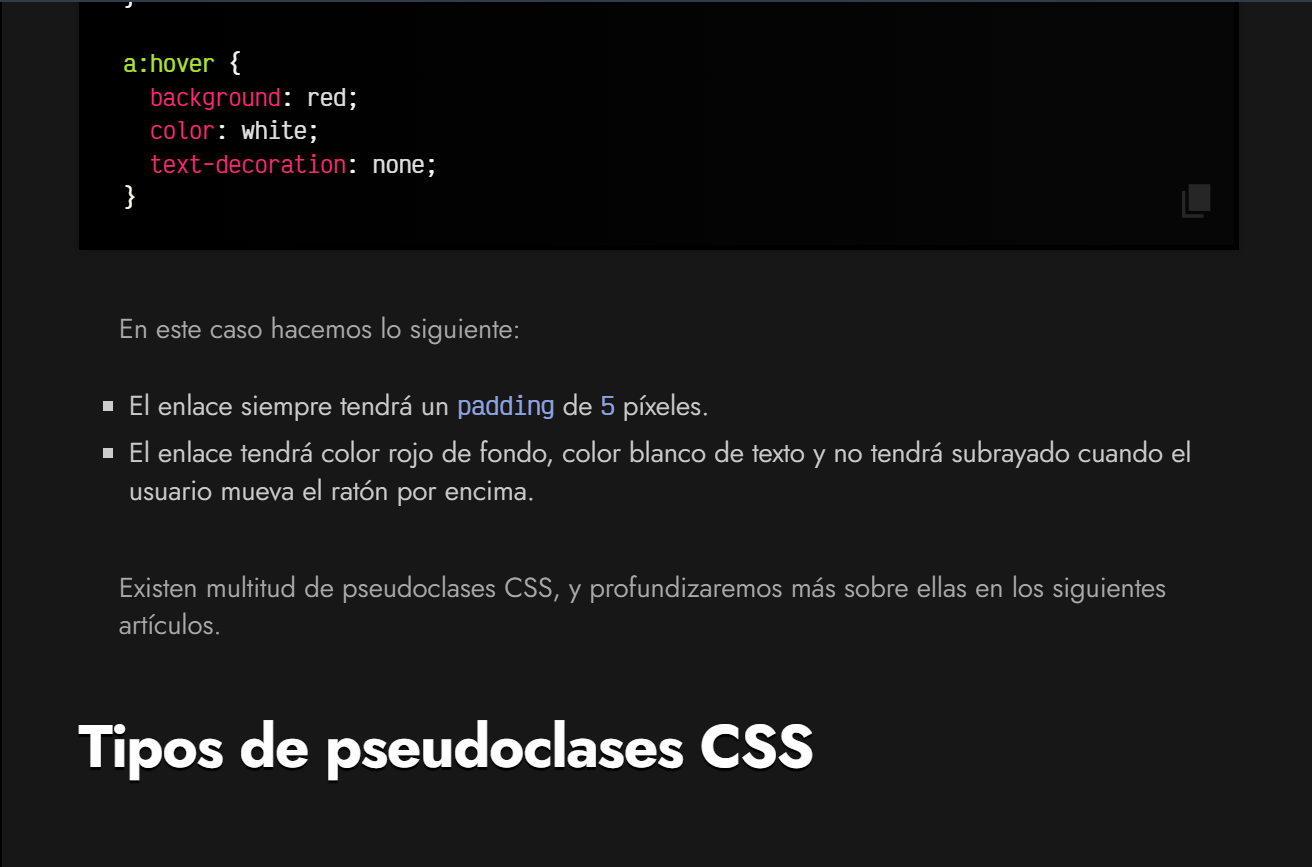 }
a:hover {
background: red;
color: white;
text-decoration: none;
}
En este caso hacemos lo siguiente:
El enlace siempre tendrá un padding de 5 píxeles.
El enlace tendrá color rojo de fondo, color blanco de texto y no tendrá subrayado cuando el
usuario mueva el ratón por encima.
Existen multitud de pseudoclases CSS, y profundizaremos más sobre ellas en los siguientes
artículos.
Tipos de pseudoclases CSS